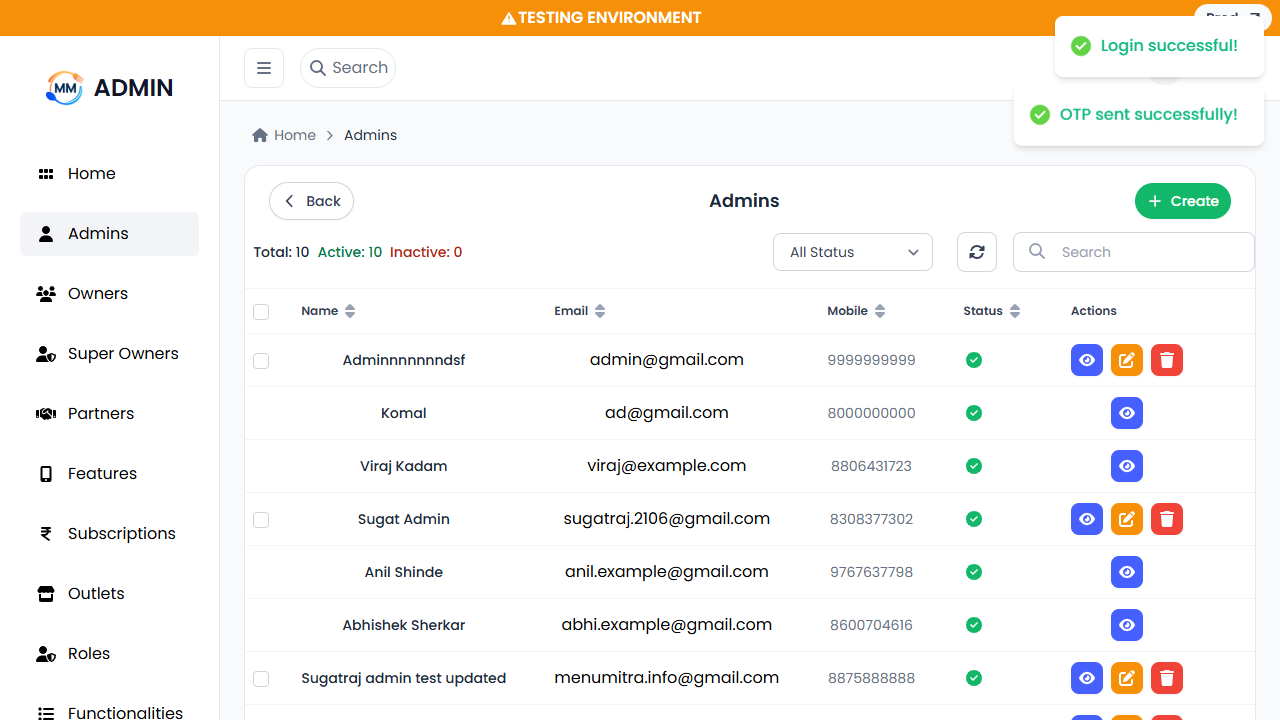 TESTING ENVIRONMENT
Login successful!
OTP sent successfully!
MM ADMIN
Search
Home
Admins
Owners
Super Owners
Partners
Features
Subscriptions
Outlets
Roles
Functionalities
Home > Admins
Back
Admins
+ Create
Total: 10 Active: 10 Inactive: 0
All Status
Search
Name Email Mobile Status Actions
Adminnnnnnndsf admin@gmail.com 9999999999
Komal ad@gmail.com 8000000000
Viraj Kadam viraj@example.com 8806431723
Sugat Admin sugatraj.2106@gmail.com 8308377302
Anil Shinde anil.example@gmail.com 9767637798
Abhishek Sherkar abhi.example@gmail.com 8600704616
Sugatraj admin test updated menumitra.info@gmail.com 8875888888